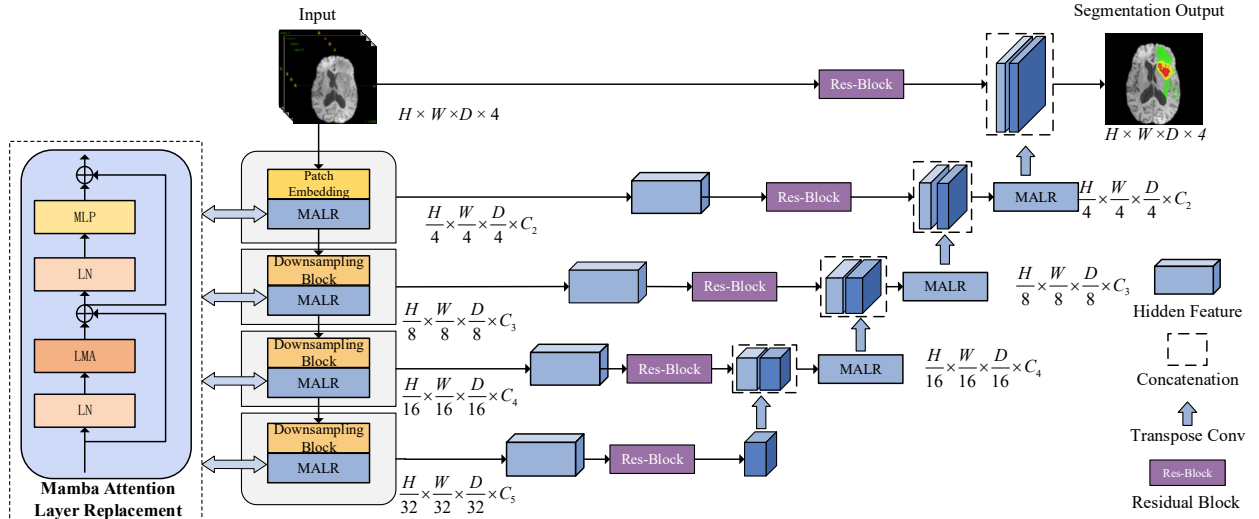 Input
Segmentation Output
Res-Block
H × W × D × 4
H × W × D × 4
Patch
Embedding
MALR
Res-Block
MALR
H/4 × W/4 × D/4 × C₂
H/4 × W/4 × D/4 × C₂
MLP
LN
LMA
LN
Mamba Attention
Layer Replacement
Downsampling
Block
MALR
Res-Block
MALR
H/8 × W/8 × D/8 × C₃
H/8 × W/8 × D/8 × C₃
Downsampling
Block
MALR
Res-Block
MALR
H/16 × W/16 × D/16 × C₄
H/16 × W/16 × D/16 × C₄
Downsampling
Block
MALR
Res-Block
H/32 × W/32 × D/32 × C₅
Hidden Feature
Concatenation
Transpose Conv
Res-Block
Residual Block